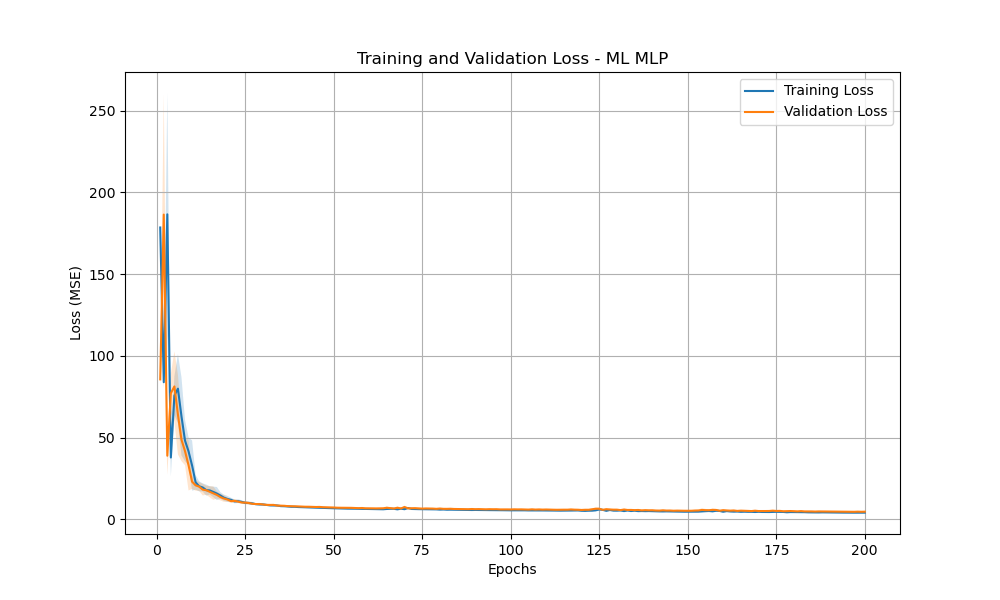 Training and Validation Loss - ML MLP
Training Loss
Validation Loss
Loss (MSE)
250
200
150
100
50
0
0 25 50 75 100 125 150 175 200
Epochs